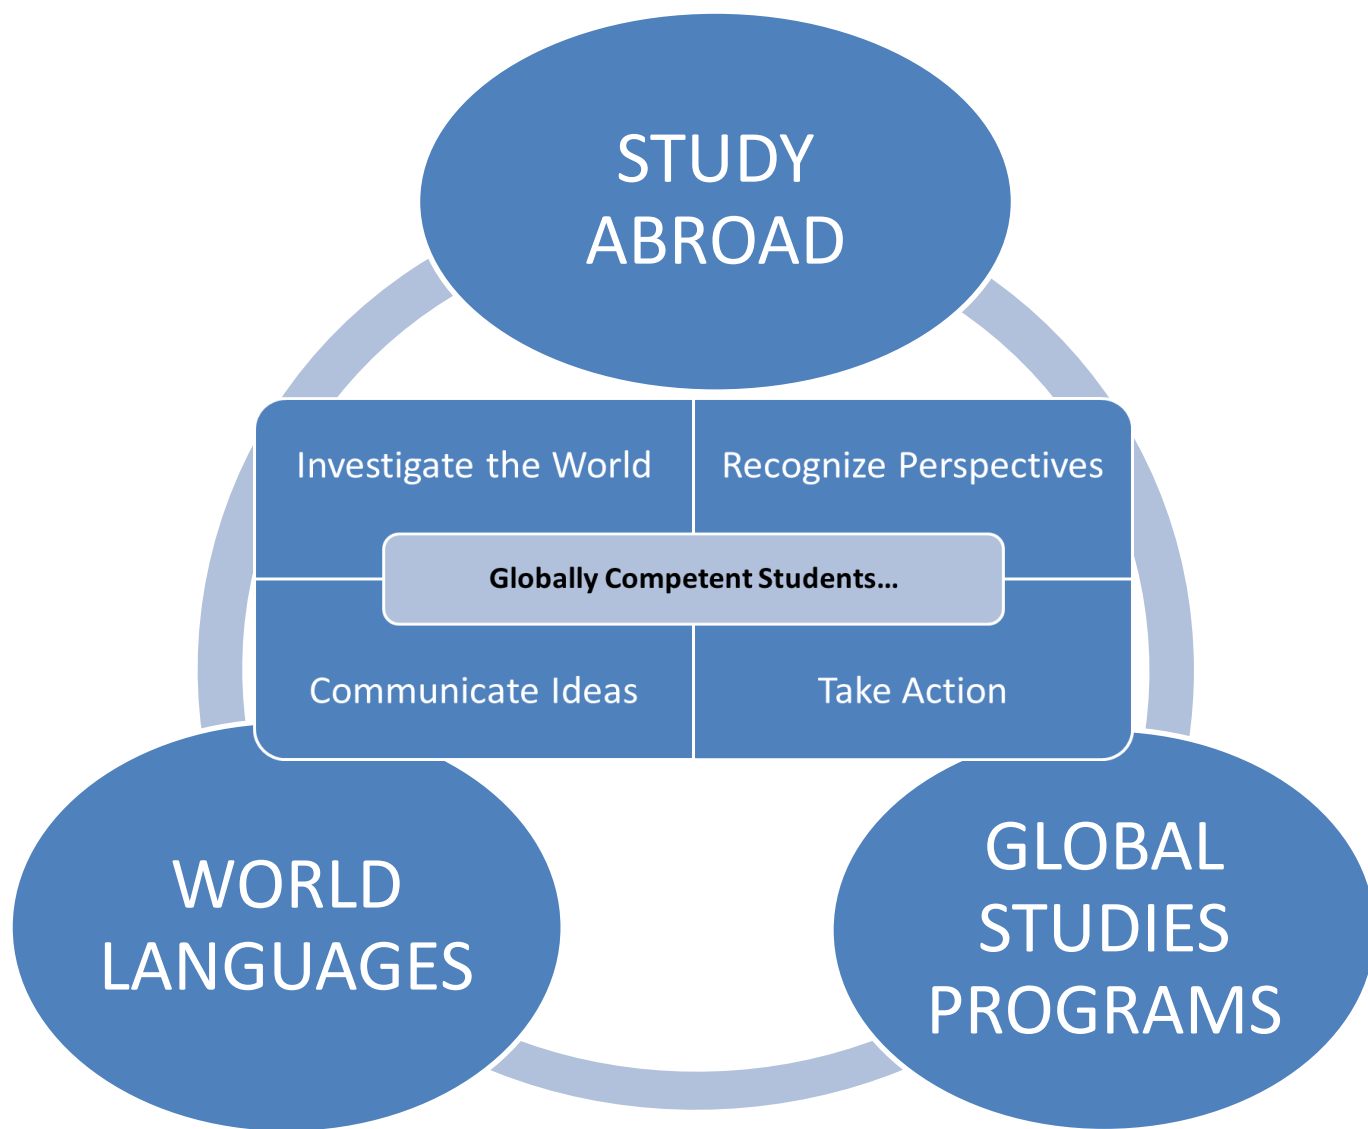 STUDY
ABROAD
Investigate the World
Recognize Perspectives
Globally Competent Students…
Communicate Ideas
Take Action
WORLD
LANGUAGES
GLOBAL
STUDIES
PROGRAMS